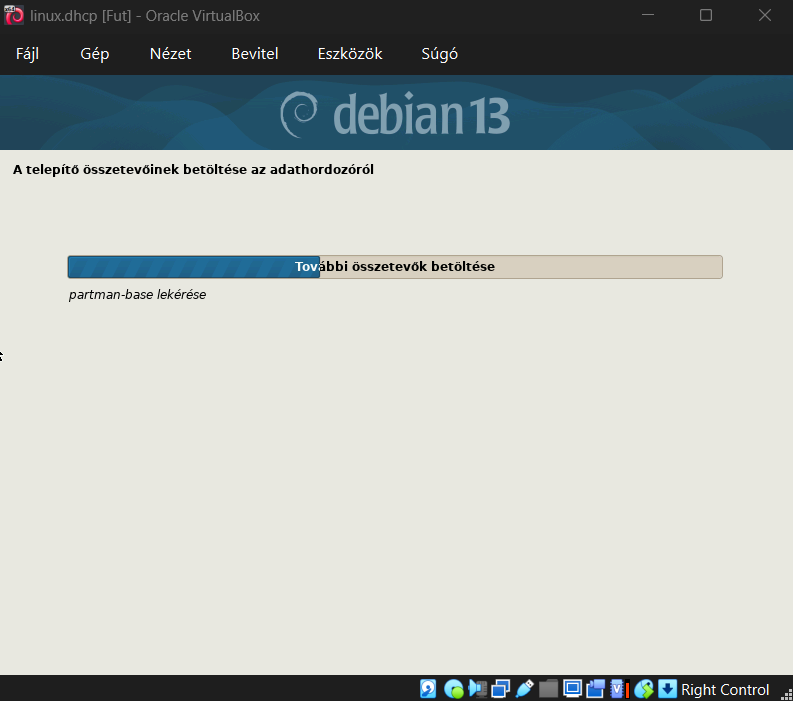 linux.dhcp [Fut] - Oracle VirtualBox
Fájl Gép Nézet Bevitel Eszközök Súgó
debian 13
A telepítő összetevőinek betöltése az adathordozóról
További összetevők betöltése
partman-base lekérése
Right Control